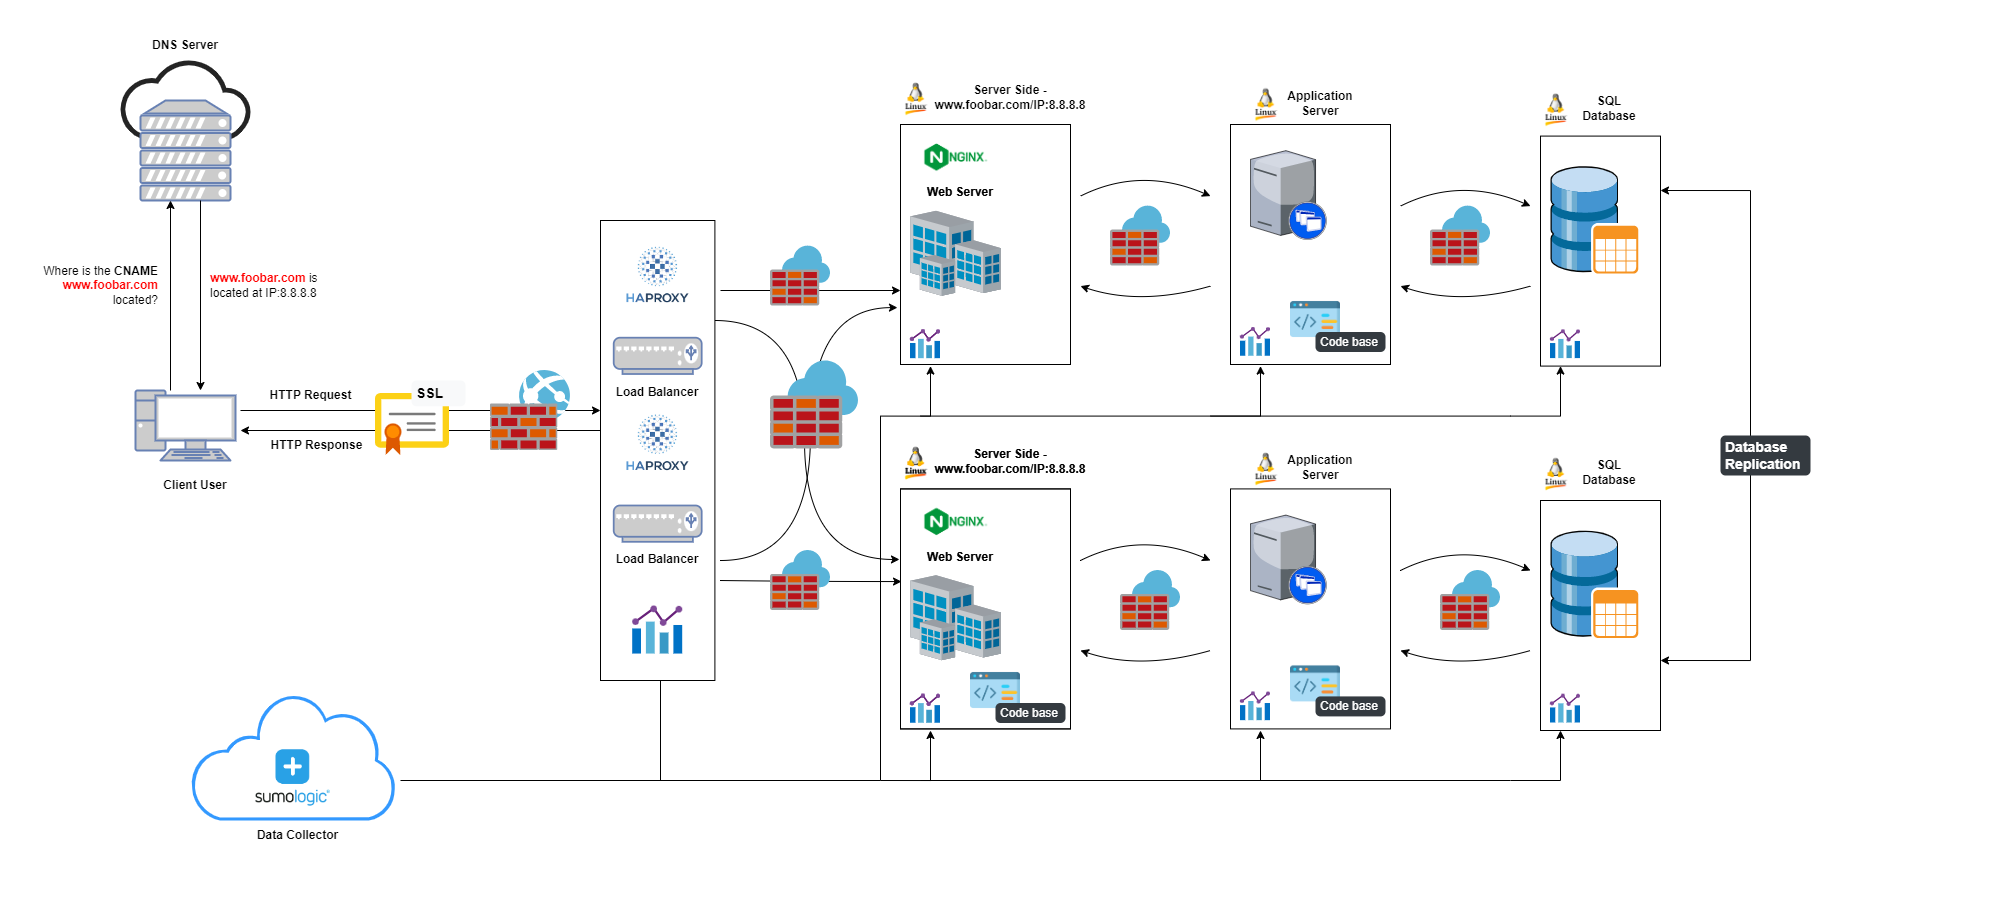 DNS Server
Where is the CNAME
www.foobar.com
located?
www.foobar.com is
located at IP:8.8.8.8
HTTP Request
SSL
HTTP Response
Client User
HAPROXY
Load Balancer
HAPROXY
Load Balancer
Linux
Server Side -
www.foobar.com/IP:8.8.8.8
NGINX
Web Server
Linux
Application
Server
</>
Code base
Linux
SQL
Database
Database
Replication
Linux
Server Side -
www.foobar.com/IP:8.8.8.8
NGINX
Web Server
</>
Code base
Linux
Application
Server
</>
Code base
Linux
SQL
Database
sumologic
Data Collector